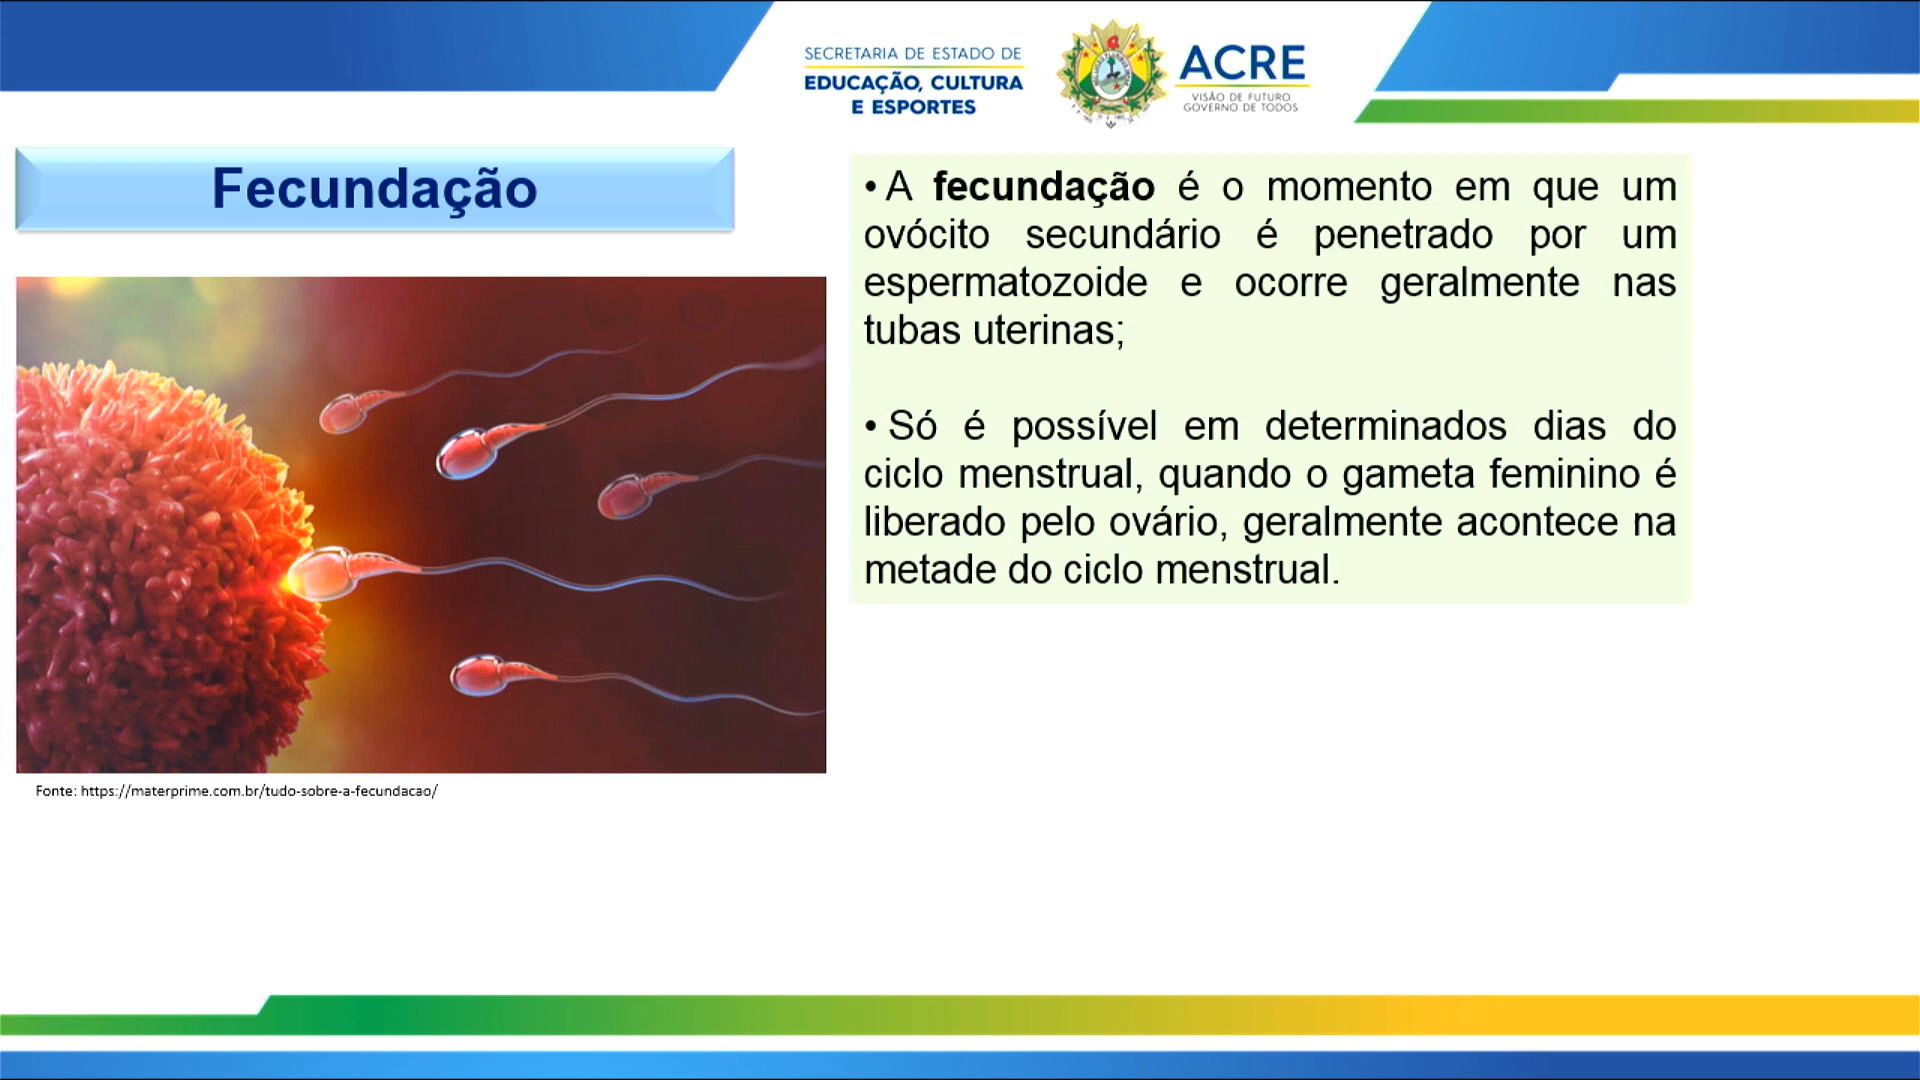 SECRETARIA DE ESTADO DE
EDUCAÇÃO, CULTURA
E ESPORTES
ACRE
VISÃO DE FUTURO
GOVERNO DE TODOS
Fecundação
• A fecundação é o momento em que um
ovócito secundário é penetrado por um
espermatozoide e ocorre geralmente nas
tubas uterinas;
• Só é possível em determinados dias do
ciclo menstrual, quando o gameta feminino é
liberado pelo ovário, geralmente acontece na
metade do ciclo menstrual.
Fonte: https://materprime.com.br/tudo-sobre-a-fecundacao/